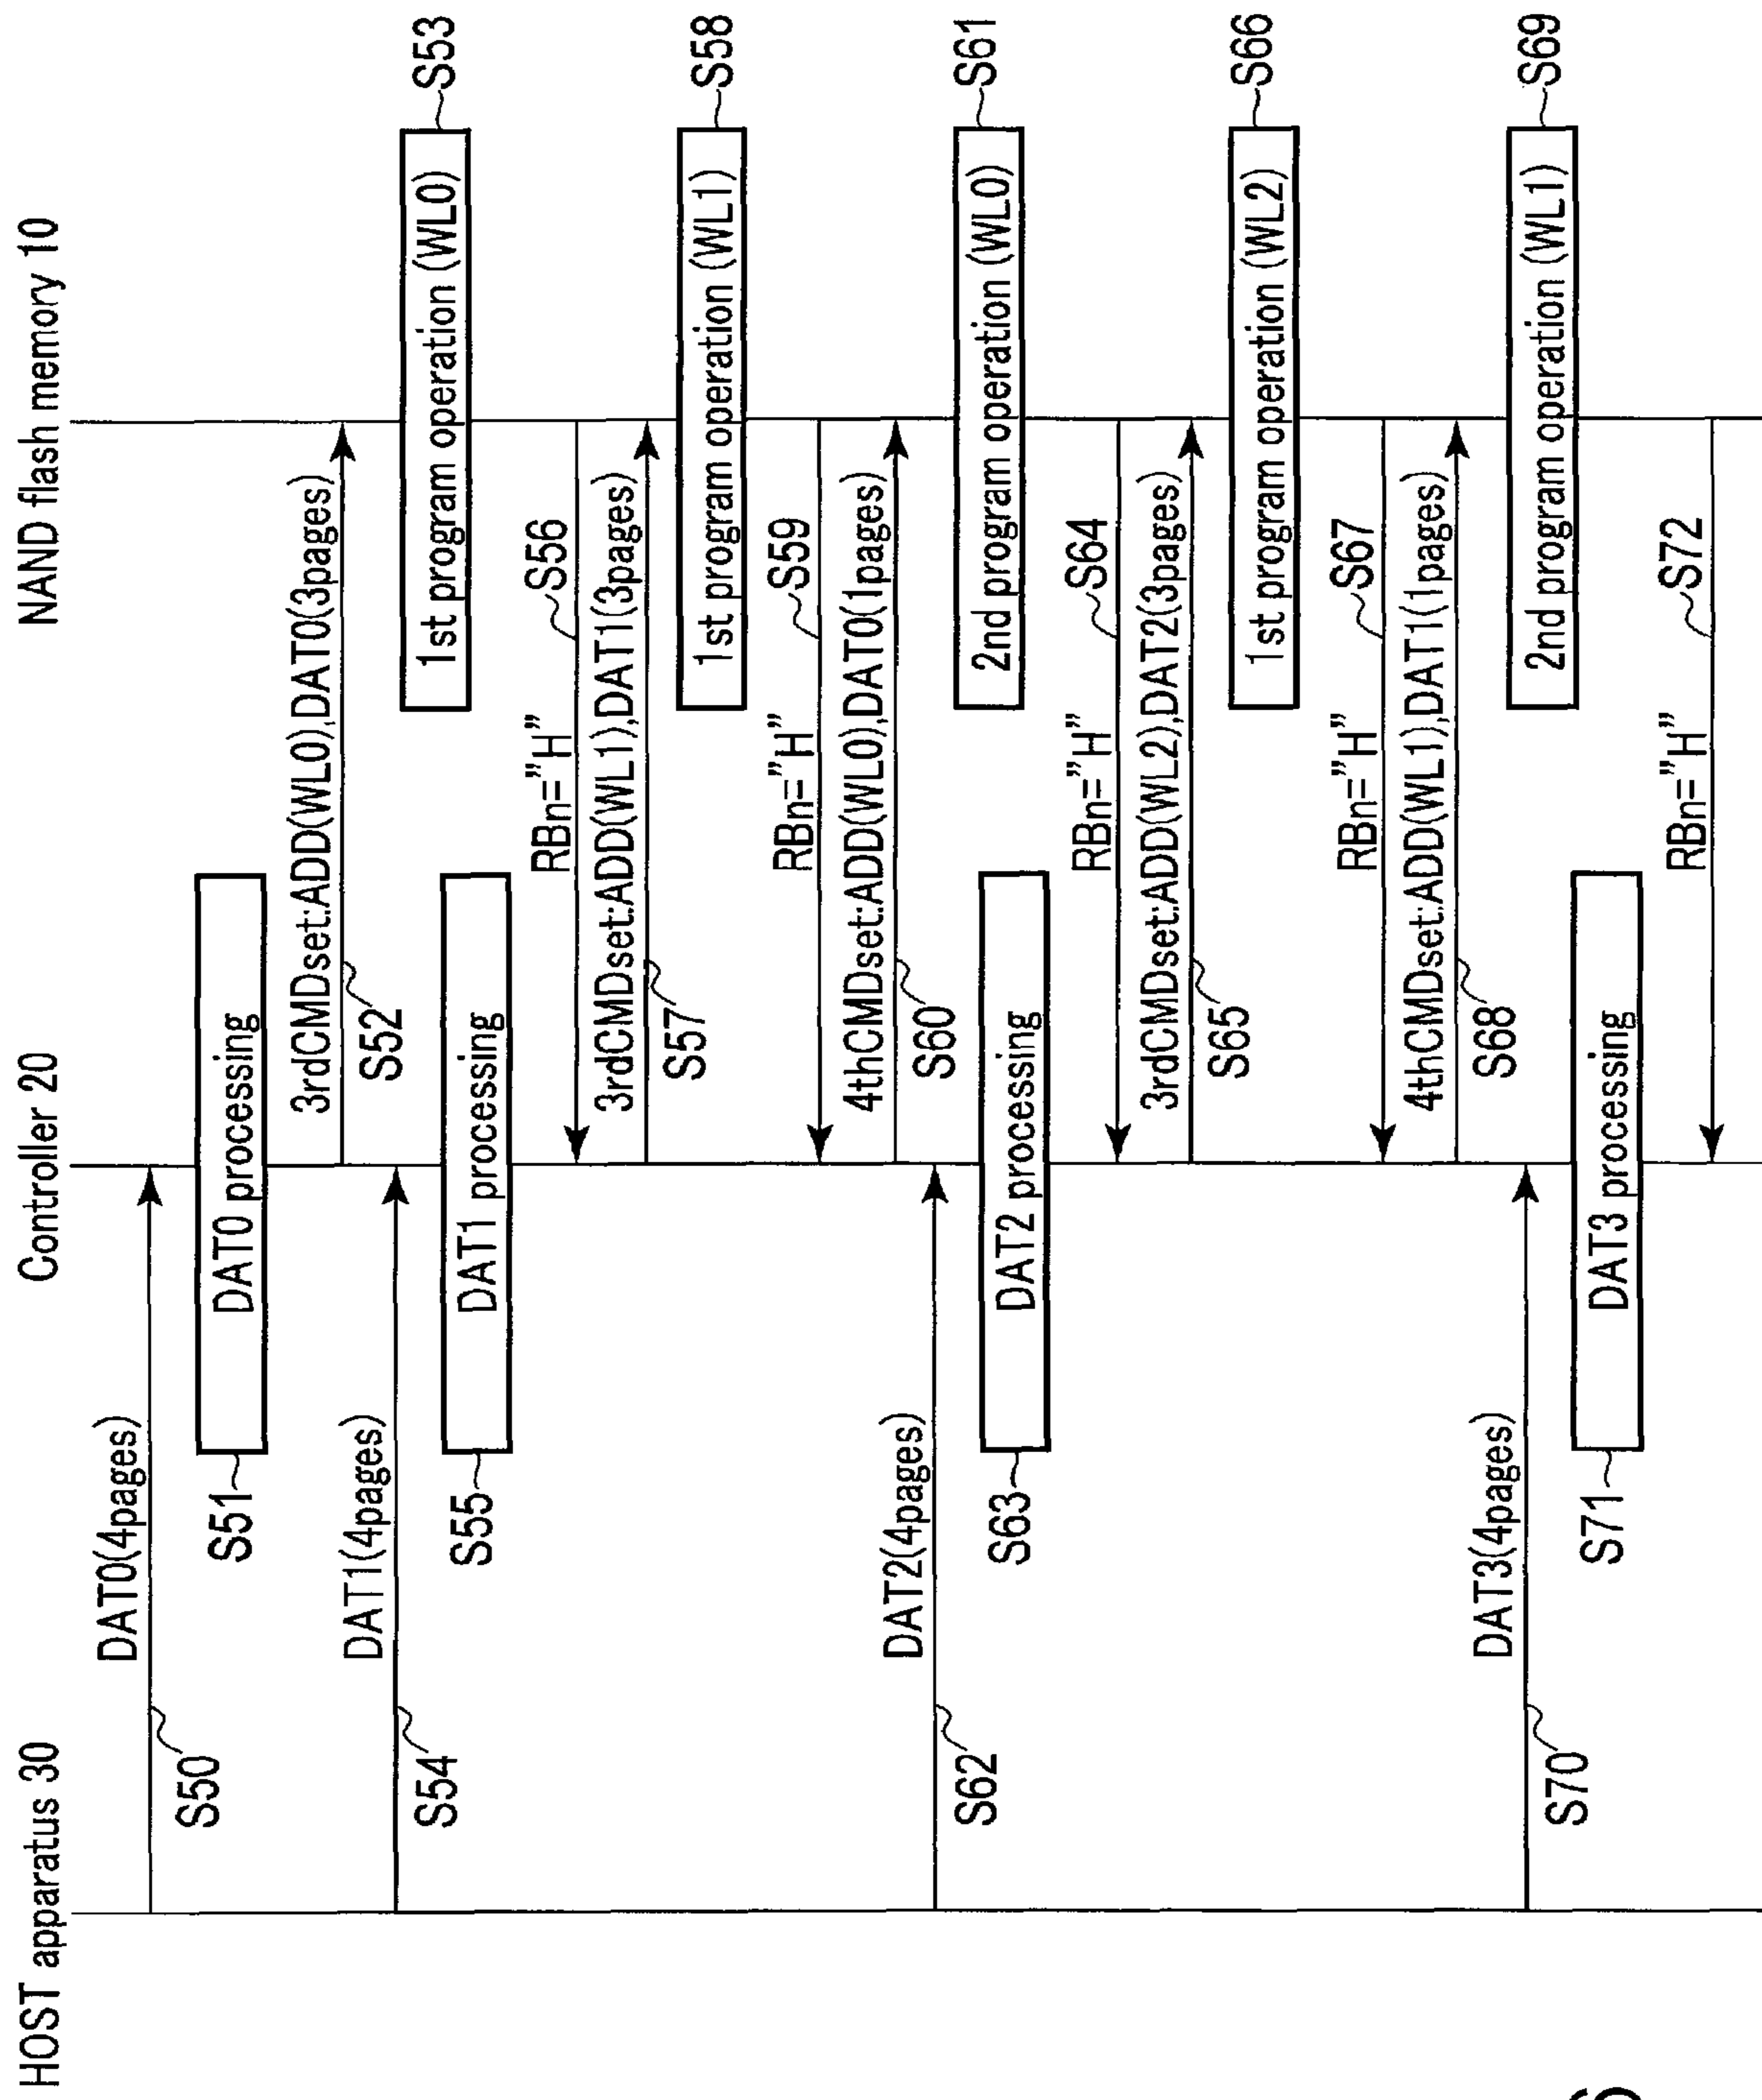 HOST apparatus 30
Controller 20
NAND flash memory 10
DAT0(4pages)
S50
S51
DAT0 processing
3rdCMDset:ADD(WL0),DAT0(3pages)
S52
1st program operation (WL0)
S53
DAT1(4pages)
S54
S55
DAT1 processing
RBn="H"
S56
3rdCMDset:ADD(WL1),DAT1(3pages)
S57
1st program operation (WL1)
S58
RBn="H"
S59
4thCMDset:ADD(WL0),DAT0(1pages)
S60
2nd program operation (WL0)
S61
DAT2(4pages)
S62
S63
DAT2 processing
RBn="H"
S64
3rdCMDset:ADD(WL2),DAT2(3pages)
S65
1st program operation (WL2)
S66
RBn="H"
S67
4thCMDset:ADD(WL1),DAT1(1pages)
S68
2nd program operation (WL1)
S69
DAT3(4pages)
S70
S71
DAT3 processing
RBn="H"
S72